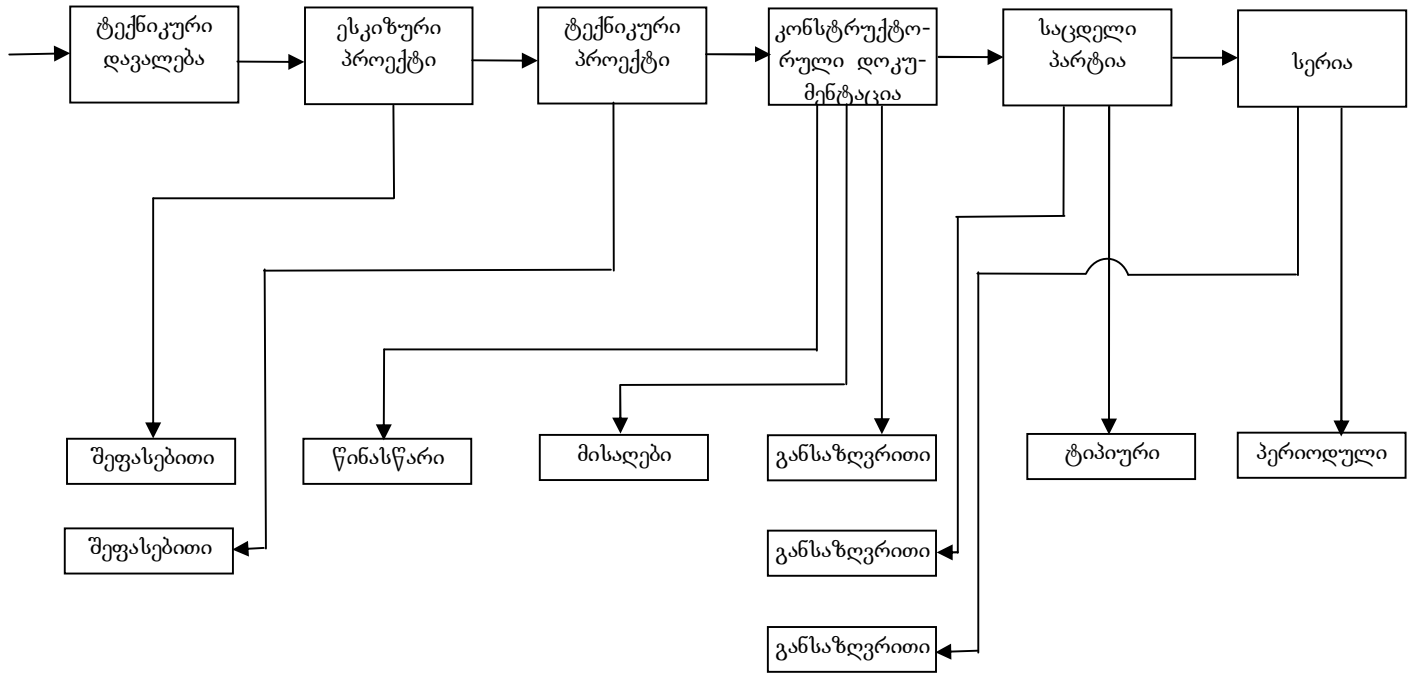 ტექნიკური
დავალება
ესკიზური
პროექტი
ტექნიკური
პროექტი
კონსტრუქტო-
რული დოკუ-
მენტაცია
საცდელი
პარტია
სერია
შეფასებითი
წინასწარი
მისაღები
განსაზღვრითი
ტიპიური
პერიოდული
შეფასებითი
განსაზღვრითი
განსაზღვრითი